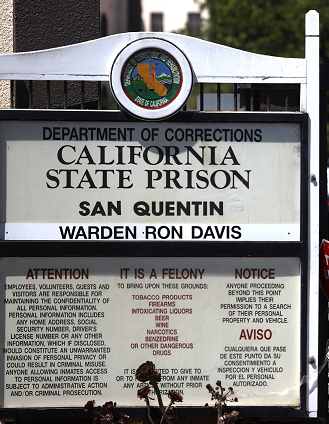 DEPARTMENT OF CORRECTIONS
CALIFORNIA
STATE PRISON
SAN QUENTIN
WARDEN RON DAVIS
ATTENTION
EMPLOYEES, VOLUNTEERS, GUESTS AND
VISITORS ARE RESPONSIBLE FOR
MAINTAINING THE CONFIDENTIALITY OF
ALL PERSONAL INFORMATION.
PERSONAL INFORMATION INCLUDES
ANY HOME ADDRESS, SOCIAL
SECURITY NUMBER, DRIVER'S
LICENSE NUMBER OR ANY OTHER
INFORMATION, WHICH IF DISCLOSED,
WOULD CONSTITUTE AN UNWARRANTED
INVASION OF PERSONAL PRIVACY OR
COULD RESULT IN CRIMINAL MISUSE.
ANYONE ALLOWING INMATES ACCESS
TO PERSONAL INFORMATION IS
SUBJECT TO ADMINISTRATIVE ACTION
AND/OR CRIMINAL PROSECUTION.
IT IS A FELONY
TO BRING UPON THESE GROUNDS:
TOBACCO PRODUCTS
FIREARMS
INTOXICATING LIQUORS
BEER
WINE
NARCOTICS
BENZEDRINE
OR OTHER DANGEROUS
DRUGS
IT IS A TO GIVE TO
OR TO FROM ANY INMATE
ANY ARTICLE WITHOUT PRIOR
NOTICE
ANYONE PROCEEDING
BEYOND THIS POINT
IMPLIES THEIR
PERMISSION TO A SEARCH
OF THEIR PERSONAL
PROPERTY AND VEHICLE.
AVISO
CUALQUIERA QUE PASE
DE ESTE PUNTO DA SU
CONSENTIMIENTO A
INSPECCION Y VEHICULO
POR EL PERSONAL
AUTORIZADO.